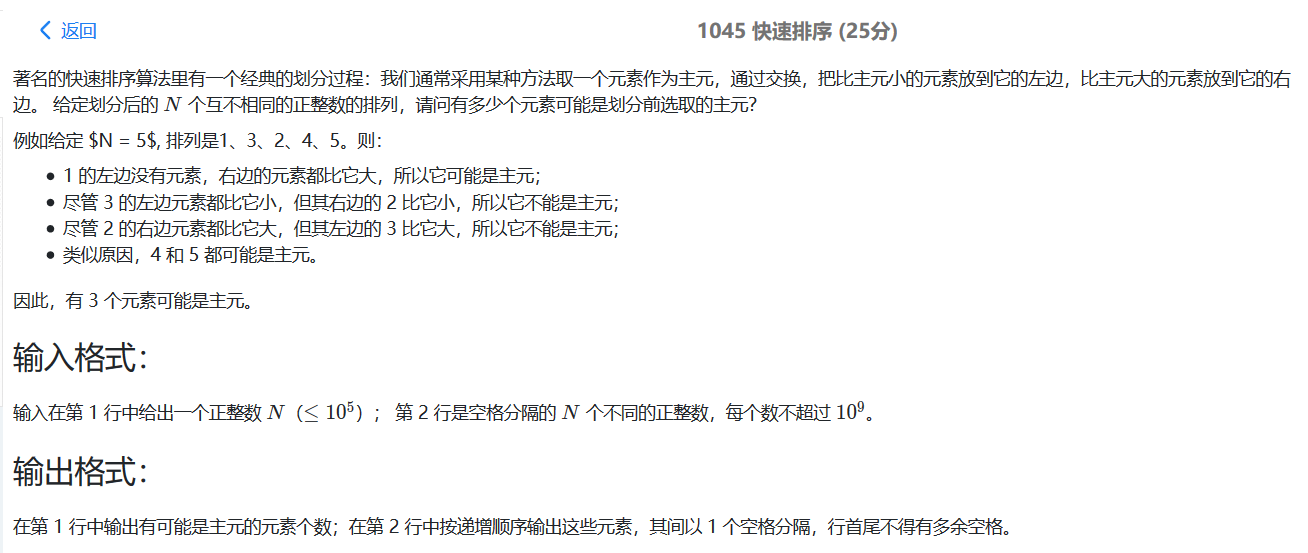 返回
1045 快速排序 (25分)
著名的快速排序算法里有一个经典的划分过程：我们通常采用某种方法取一个元素作为主元，通过交换，把比主元小的元素放到它的左边，比主元大的元素放到它的右
边。 给定划分后的 N 个互不相同的正整数的排列，请问有多少个元素可能是划分前选取的主元？
例如给定 $N = 5$, 排列是1、3、2、4、5。则：
• 1 的左边没有元素，右边的元素都比它大，所以它可能是主元；
• 尽管 3 的左边元素都比它小，但其右边的 2 比它小，所以它不能是主元；
• 尽管 2 的右边元素都比它大，但其左边的 3 比它大，所以它不能是主元；
• 类似原因，4 和 5 都可能是主元。
因此，有 3 个元素可能是主元。
输入格式：
输入在第 1 行中给出一个正整数 N（≤ 10⁵）； 第 2 行是空格分隔的 N 个不同的正整数，每个数不超过 10⁹。
输出格式：
在第 1 行中输出有可能是主元的元素个数；在第 2 行中按递增顺序输出这些元素，其间以 1 个空格分隔，行首尾不得有多余空格。